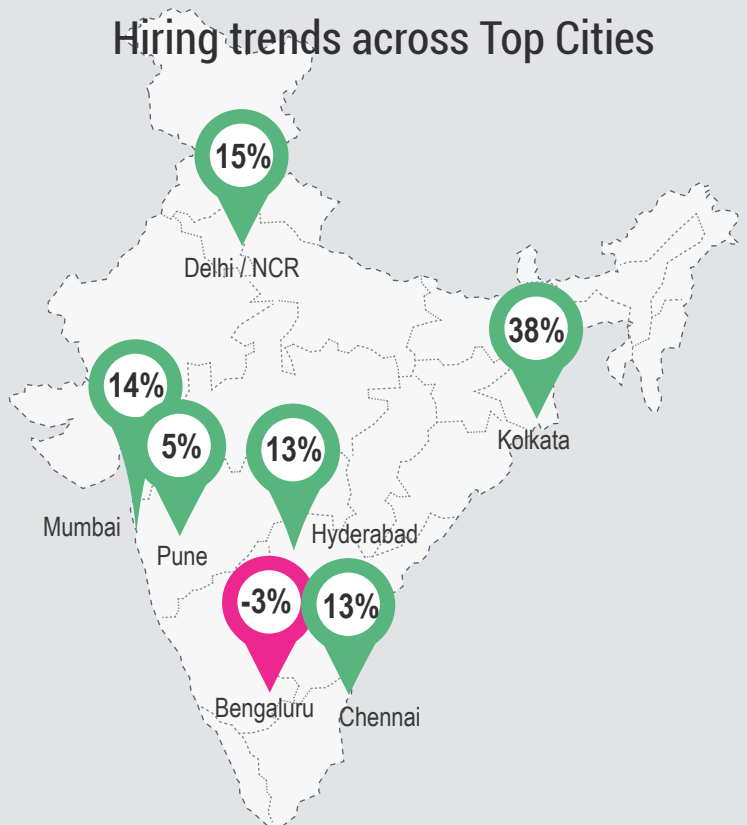 Hiring trends across Top Cities
15%
Delhi / NCR
38%
Kolkata
14%
Mumbai
5%
Pune
13%
Hyderabad
-3%
Bengaluru
13%
Chennai